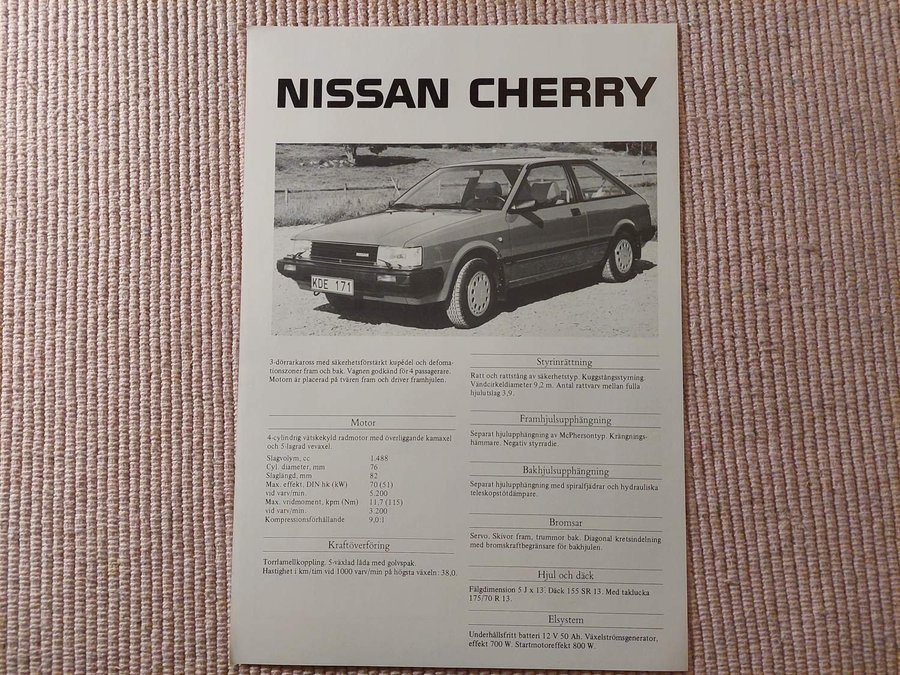 NISSAN CHERRY
KDE 171
3-dörrarkaross med säkerhetsförstärkt kupédel och defoma-
tionszoner fram och bak. Vagnen godkänd för 4 passagerare.
Motorn är placerad på tvären fram och driver framhjulen.
Motor
4-cylindrig vätskekyld radmotor med överliggande kamaxel
och 5-lagrad vevaxel.
Slagvolym, cc 1.488
Cyl. diameter, mm 76
Slaglängd, mm 82
Max. effekt, DIN hk (kW) 70 (51)
vid varv/min. 5.200
Max. vridmoment, kpm (Nm) 11,7 (115)
vid varv/min. 3.200
Kompressionsförhållande 9,0:1
Kraftöverföring
Torrlamellkoppling. 5-växlad låda med golvspak.
Hastighet i km/tim vid 1000 varv/min på högsta växeln: 38,0.
Styrinrättning
Ratt och rattstång av säkerhetstyp. Kuggstångsstyrning.
Vändcirkeldiameter 9,2 m. Antal rattvarv mellan fulla
hjulutslag 3,9.
Framhjulsupphängning
Separat hjulupphängning av McPhersontyp. Krängnings-
hämmare. Negativ styrradie.
Bakhjulsupphängning
Separat hjulupphängning med spiralfjädrar och hydrauliska
teleskopstötdämpare.
Bromsar
Servo. Skivor fram, trummor bak. Diagonal kretsindelning
med bromskraftbegränsare för bakhjulen.
Hjul och däck
Fälgdimension 5 J x 13. Däck 155 SR 13. Med taklucka
175/70 R 13.
Elsystem
Underhållsfritt batteri 12 V 50 Ah. Växelströmsgenerator,
effekt 700 W. Startmotoreffekt 800 W.